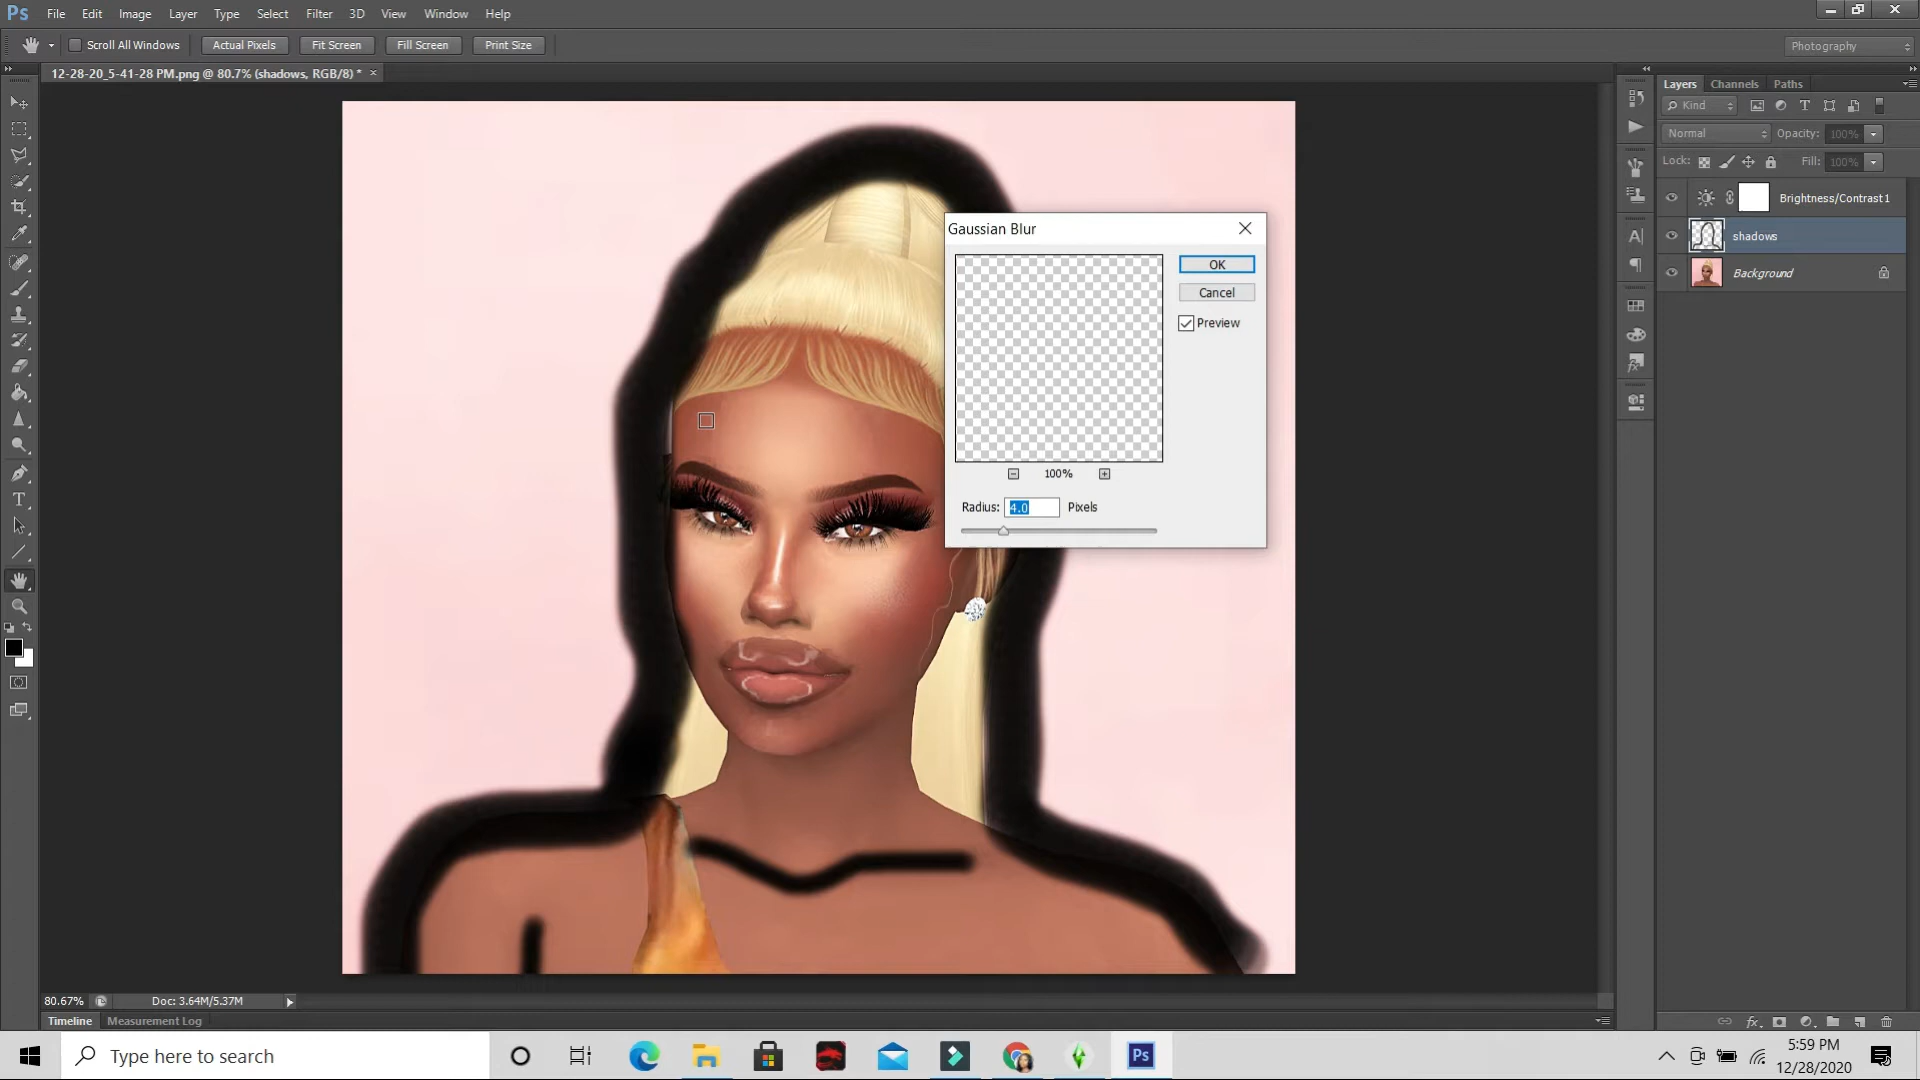 Ps File Edit Image Layer Type Select Filter 3D View Window Help
Scroll All Windows Actual Pixels Fit Screen Fill Screen Print Size Photography
12-28-20_5-41-28 PM.png @ 80.7% (shadows, RGB/8) *
Layers Channels Paths
Kind
Normal Opacity: 100%
Lock: Fill: 100%
Brightness/Contrast 1
shadows
Background
Gaussian Blur
OK
Cancel
Preview
100%
Radius: 4.0 Pixels
80.67% Doc: 3.64M/5.37M
Timeline Measurement Log
Type here to search
Ps
5:59 PM
12/28/2020